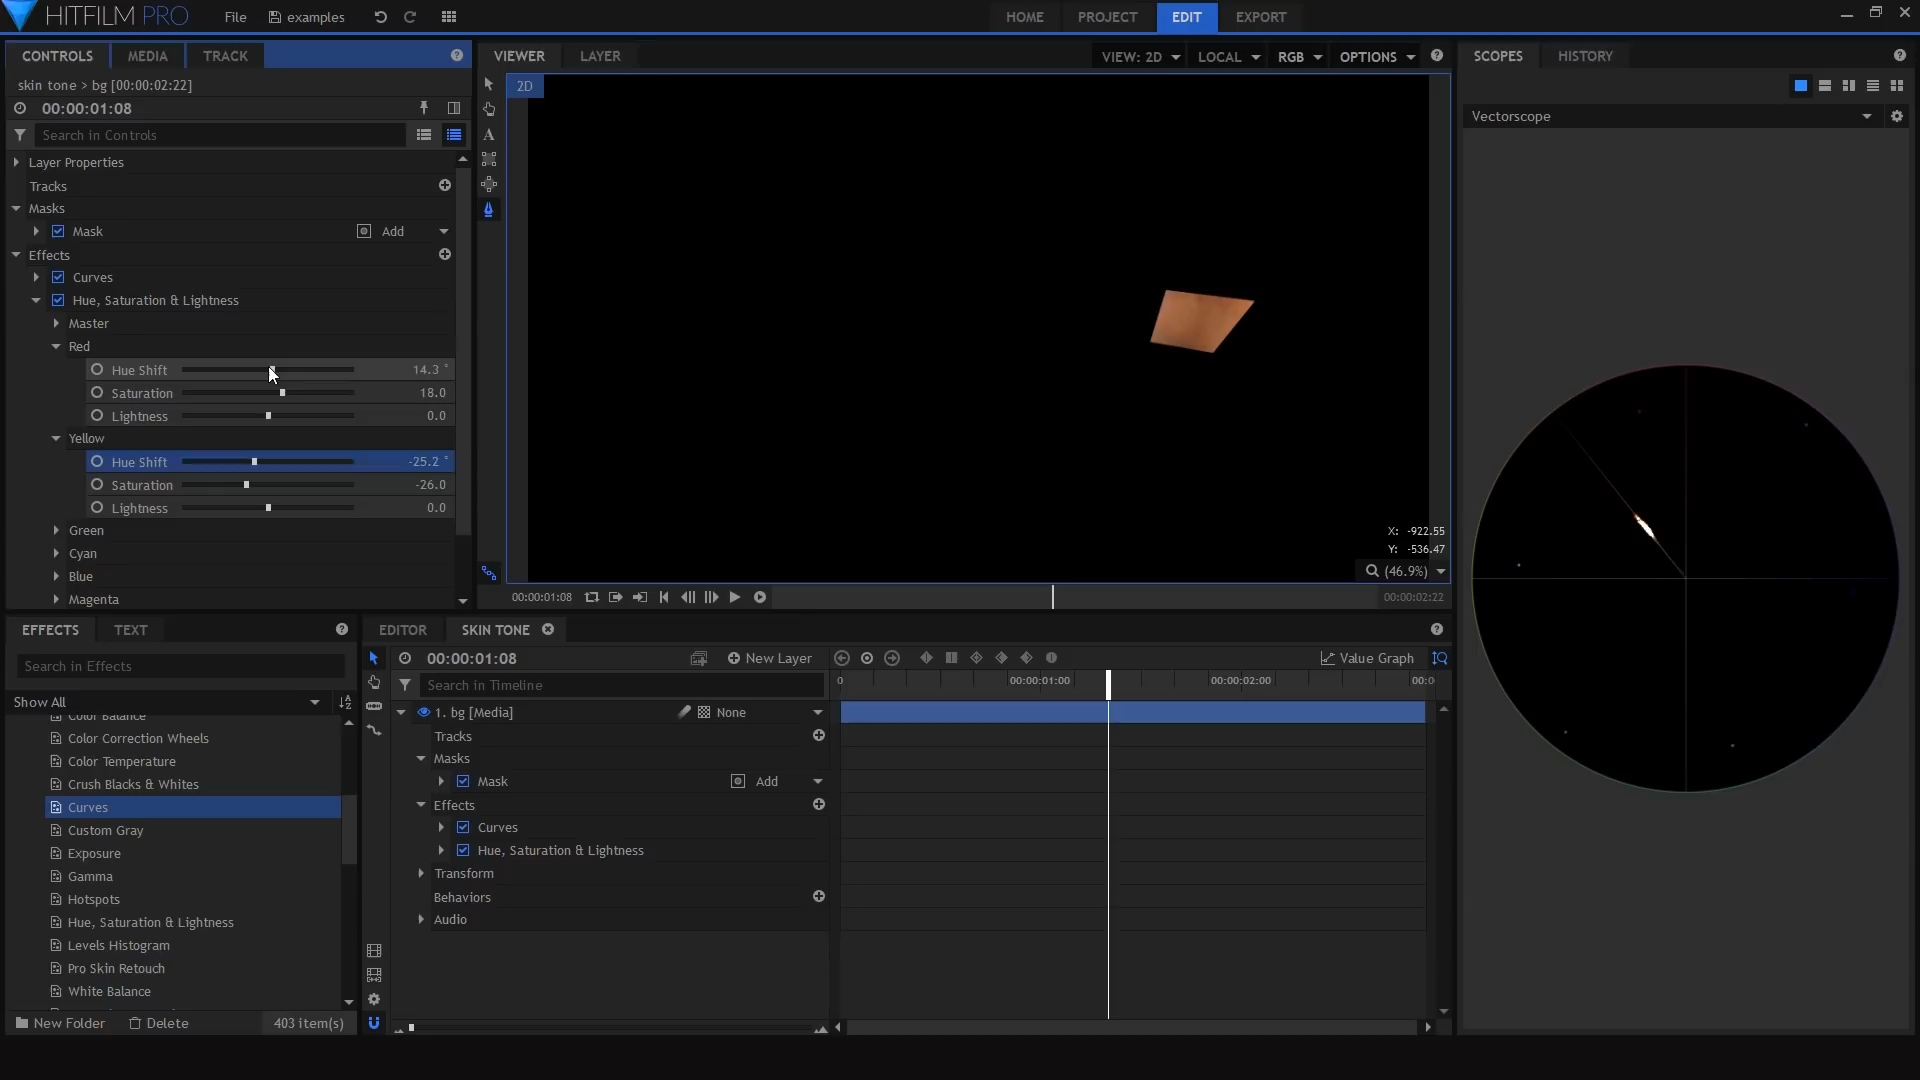 HITFILM PRO File examples HOME PROJECT EDIT EXPORT
CONTROLS MEDIA TRACK
skin tone > bg [00:00:02:22]
00:00:01:08
Search in Controls
Layer Properties
Tracks
Masks
Mask Add
Effects
Curves
Hue, Saturation & Lightness
Master
Red
Hue Shift 14.3 °
Saturation 18.0
Lightness 0.0
Yellow
Hue Shift -25.2 °
Saturation -26.0
Lightness 0.0
Green
Cyan
Blue
Magenta
VIEWER LAYER VIEW: 2D LOCAL RGB OPTIONS
2D
A
X: -922.55
Y: -536.47
(46.9%)
00:00:01:08 00:00:02:22
SCOPES HISTORY
Vectorscope
EFFECTS TEXT
Search in Effects
Show All
Color Balance
Color Correction Wheels
Color Temperature
Crush Blacks & Whites
Curves
Custom Gray
Exposure
Gamma
Hotspots
Hue, Saturation & Lightness
Levels Histogram
Pro Skin Retouch
White Balance
New Folder Delete 403 item(s)
EDITOR SKIN TONE
00:00:01:08 New Layer Value Graph
Search in Timeline 0 00:00:01:00 00:00:02:00 00:0
1. bg [Media] None
Tracks
Masks
Mask Add
Effects
Curves
Hue, Saturation & Lightness
Transform
Behaviors
Audio